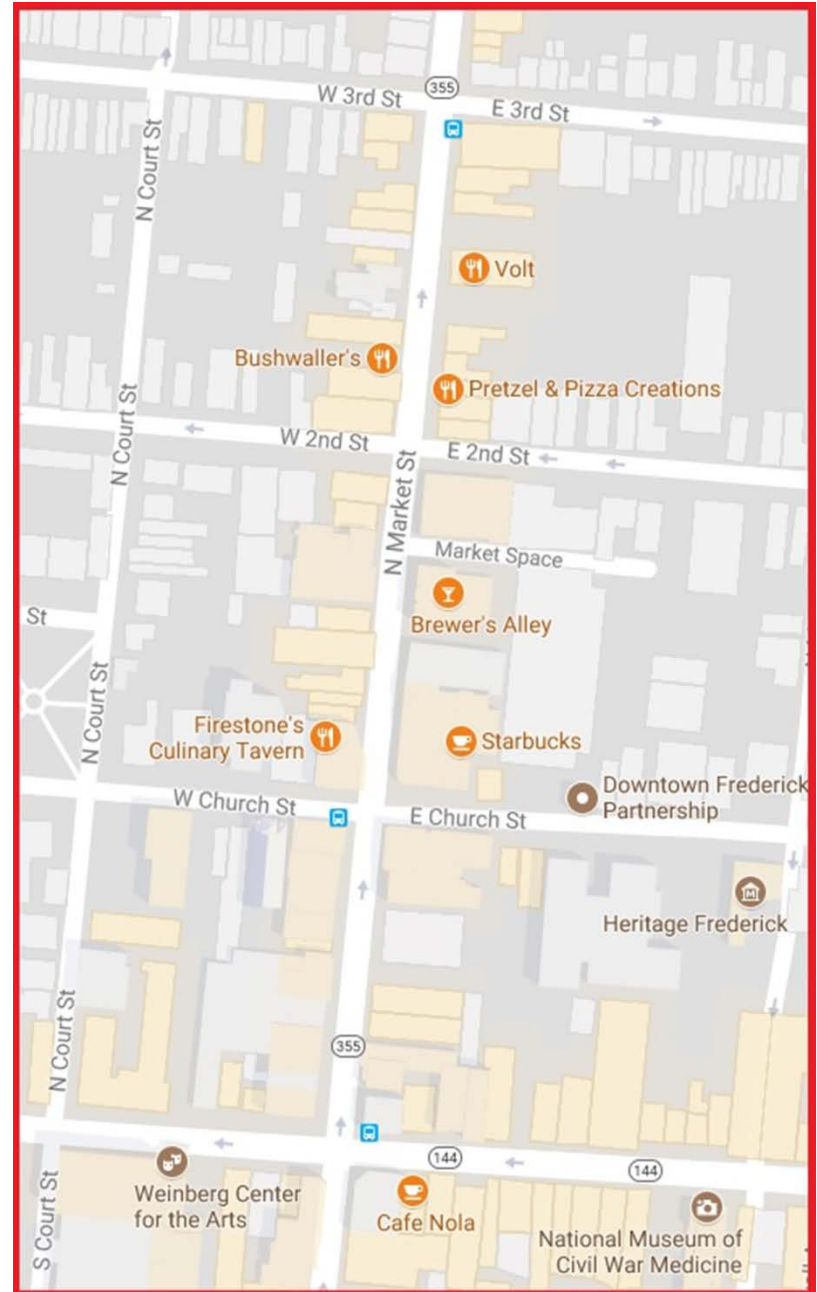 W 3rd St
355
E 3rd St
N Court St
Volt
Bushwaller's
Pretzel & Pizza Creations
N Court St
W 2nd St
E 2nd St
N Market St
Market Space
Brewer's Alley
St
N Court St
Firestone's
Culinary Tavern
Starbucks
W Church St
E Church St
Downtown Frederick
Partnership
Heritage Frederick
N Court St
355
144
144
S Court St
Weinberg Center
for the Arts
Cafe Nola
National Museum of
Civil War Medicine